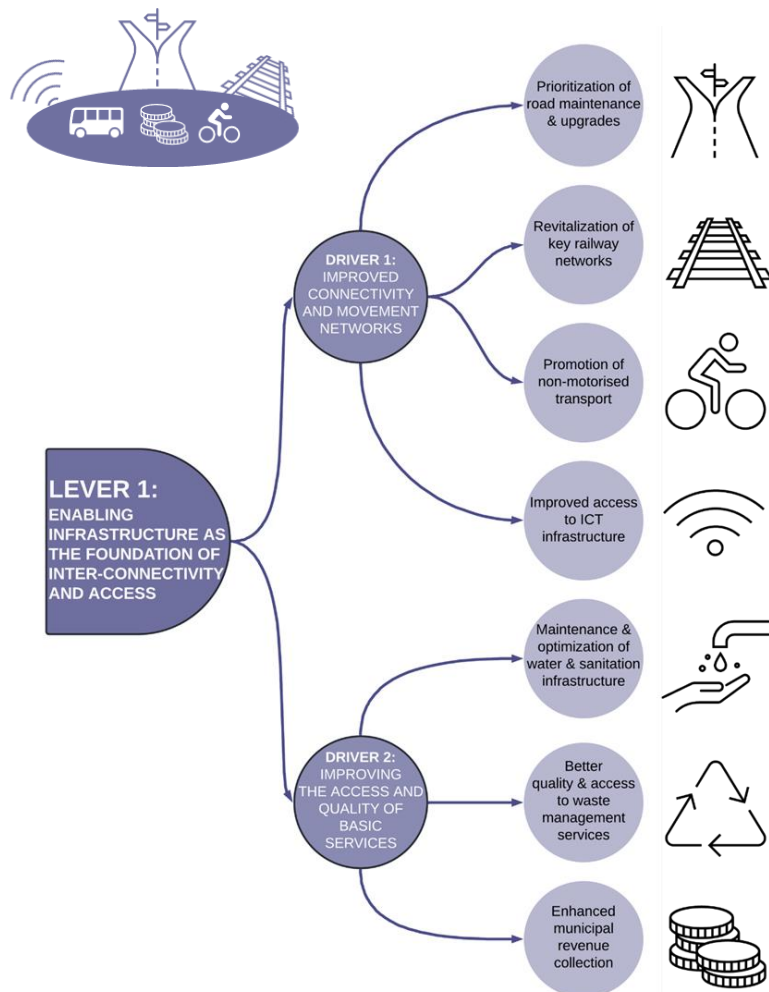 Prioritization of
road maintenance
& upgrades
Revitalization of
key railway
networks
DRIVER 1:
IMPROVED
CONNECTIVITY
AND MOVEMENT
NETWORKS
Promotion of
non-motorised
transport
LEVER 1:
ENABLING
INFRASTRUCTURE AS
THE FOUNDATION OF
INTER-CONNECTIVITY
AND ACCESS
Improved access
to ICT
infrastructure
Maintenance &
optimization of
water & sanitation
infrastructure
DRIVER 2:
IMPROVING
THE ACCESS AND
QUALITY OF
BASIC
SERVICES
Better
quality & access
to waste
management
services
Enhanced
municipal
revenue
collection